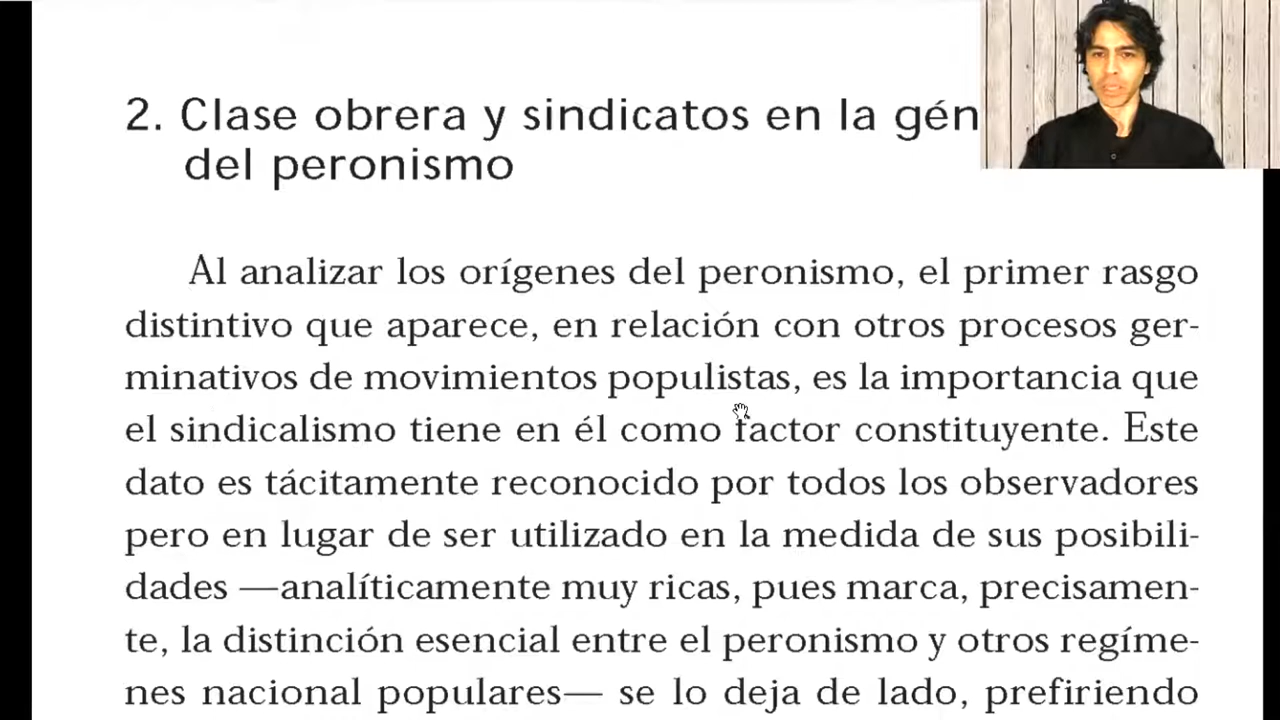 2. Clase obrera y sindicatos en la gén
del peronismo
Al analizar los orígenes del peronismo, el primer rasgo
distintivo que aparece, en relación con otros procesos ger-
minativos de movimientos populistas, es la importancia que
el sindicalismo tiene en él como factor constituyente. Este
dato es tácitamente reconocido por todos los observadores
pero en lugar de ser utilizado en la medida de sus posibili-
dades —analíticamente muy ricas, pues marca, precisamen-
te, la distinción esencial entre el peronismo y otros regíme-
nes nacional populares— se lo deja de lado, prefiriendo